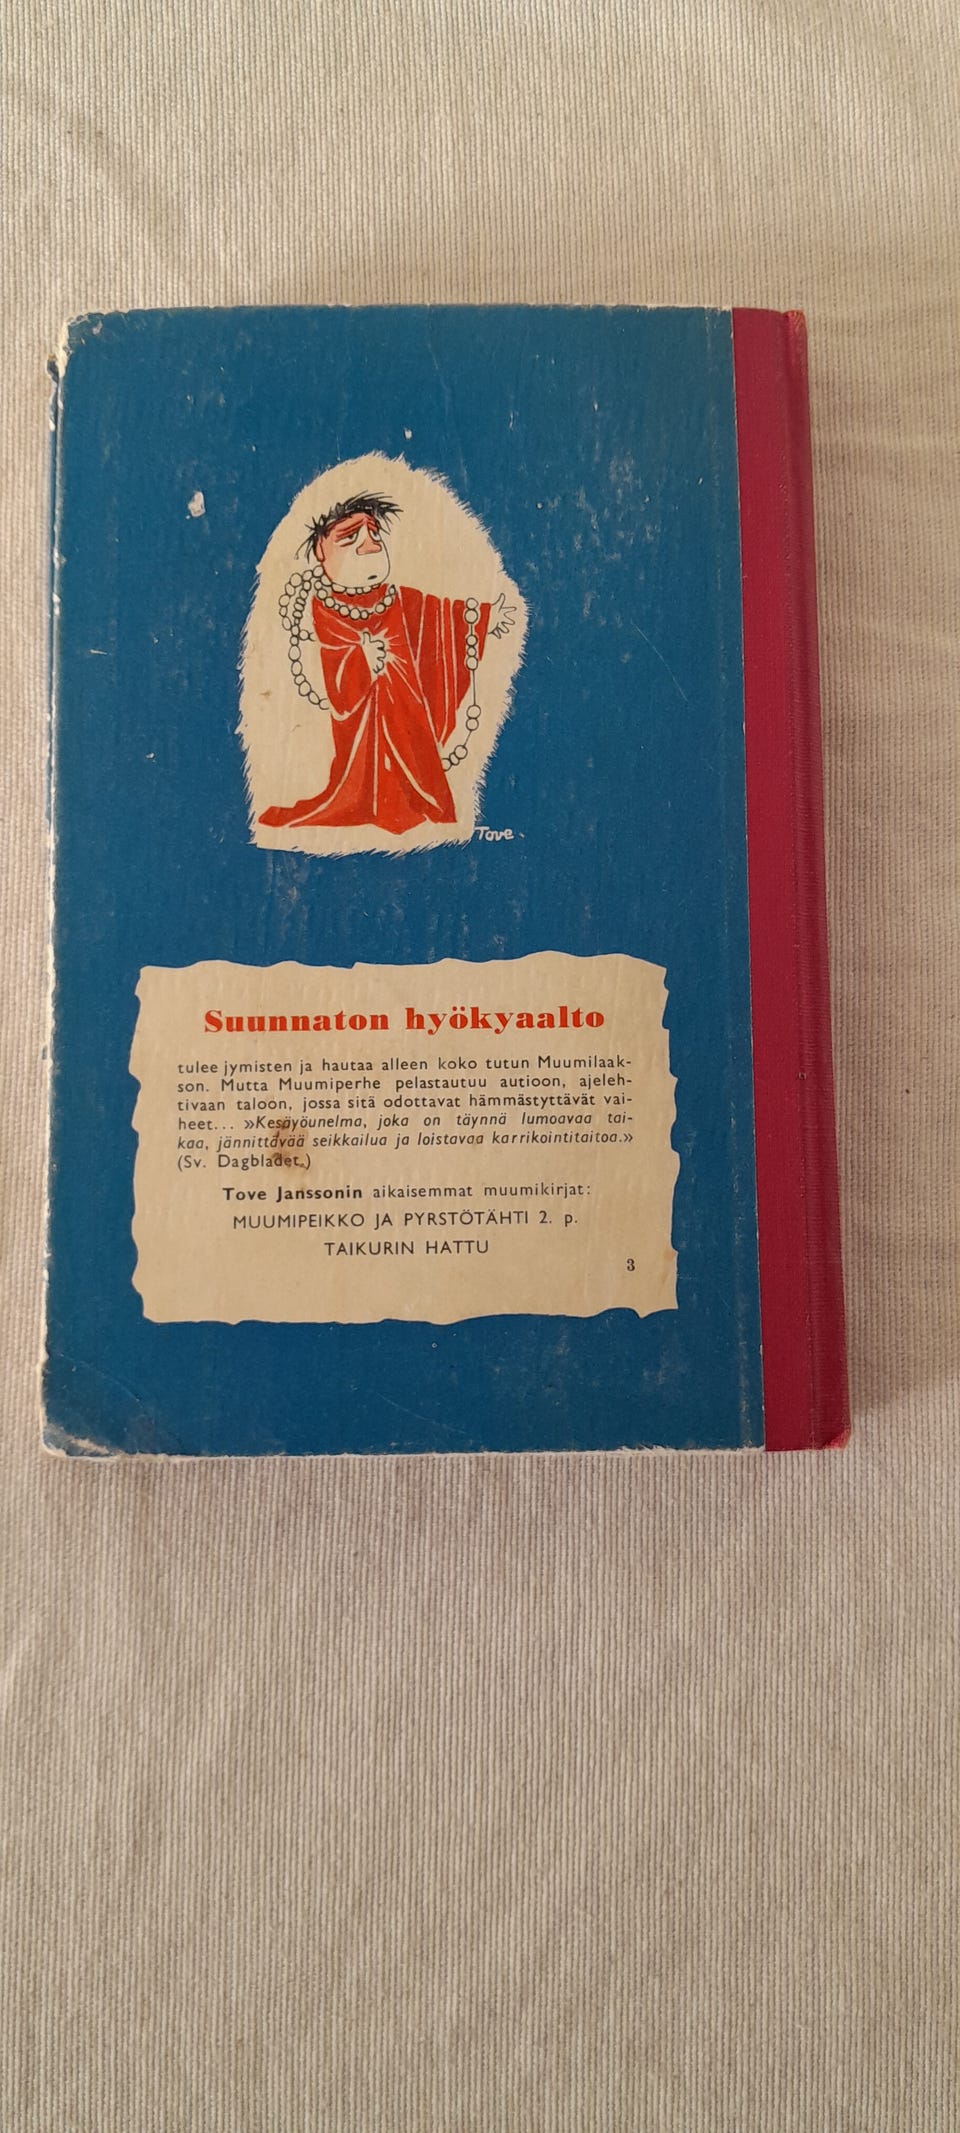 Tove.
Suunnaton hyökyaalto
tulee jymisten ja hautaa alleen koko tutun Muumilaak-
son. Mutta Muumiperhe pelastautuu autioon, ajeleh-
tivaan taloon, jossa sitä odottavat hämmästyttävät vai-
heet... »Kesäyöunelma, joka on täynnä lumoavaa tai-
kaa, jännittävää seikkailua ja loistavaa karrikointitaitoa.»
(Sv. Dagbladet.)
Tove Janssonin aikaisemmat muumikirjat:
MUUMIPEIKKO JA PYRSTÖTÄHTI 2. p.
TAIKURIN HATTU
3